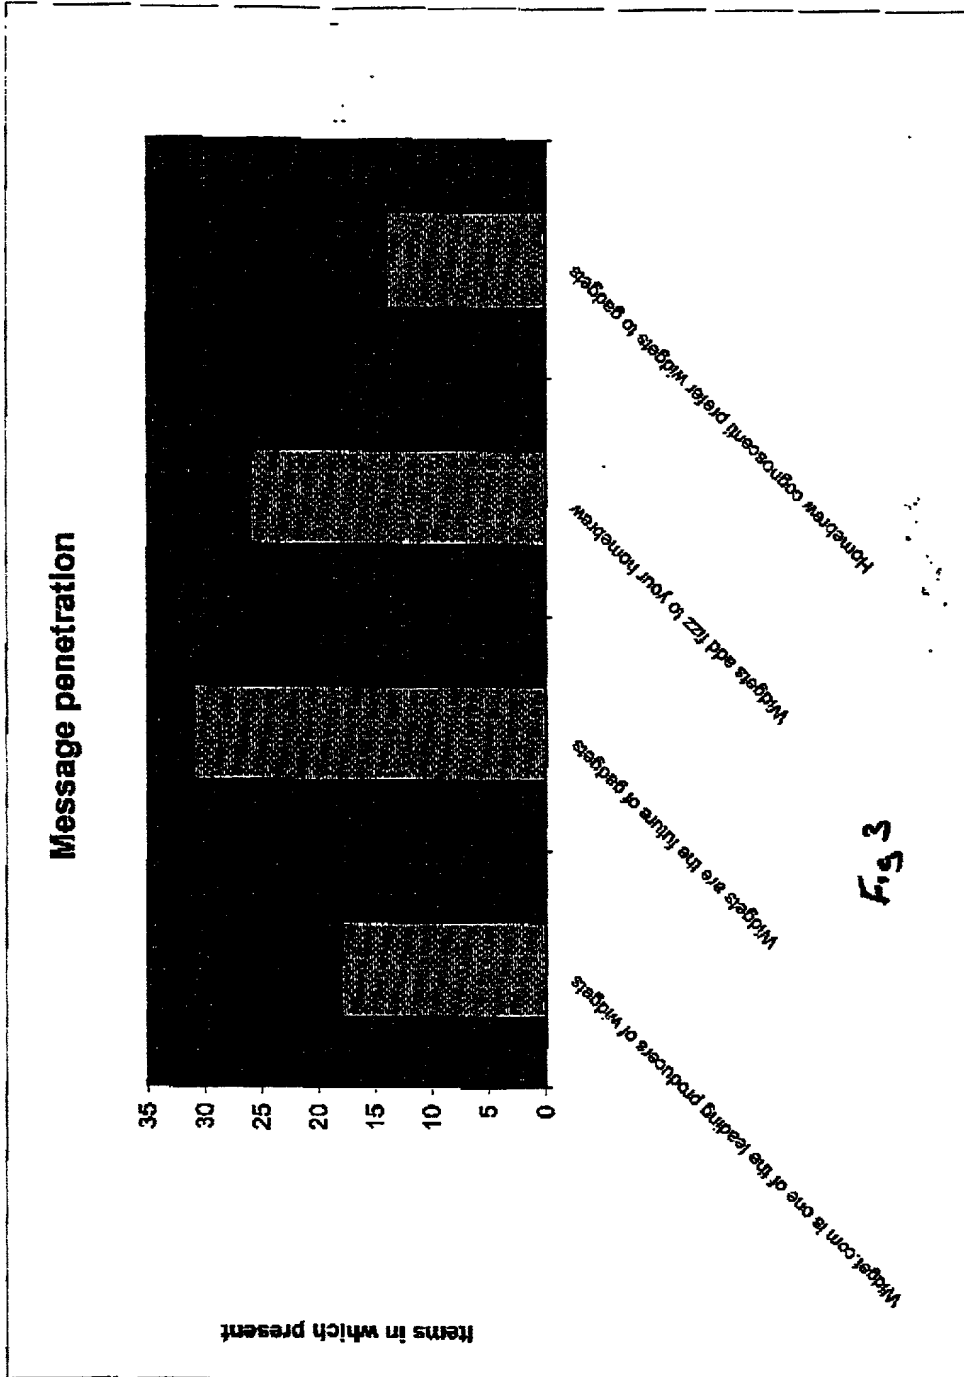 Message penetration
Items in which present
35
30
25
20
15
10
5
0
Widget.com is one of the leading producers of widgets
Widgets are the future of gadgets
Widgets add fizz to your homebrew
Homebrew cognoscenti prefer widgets to gadgets
Fig 3